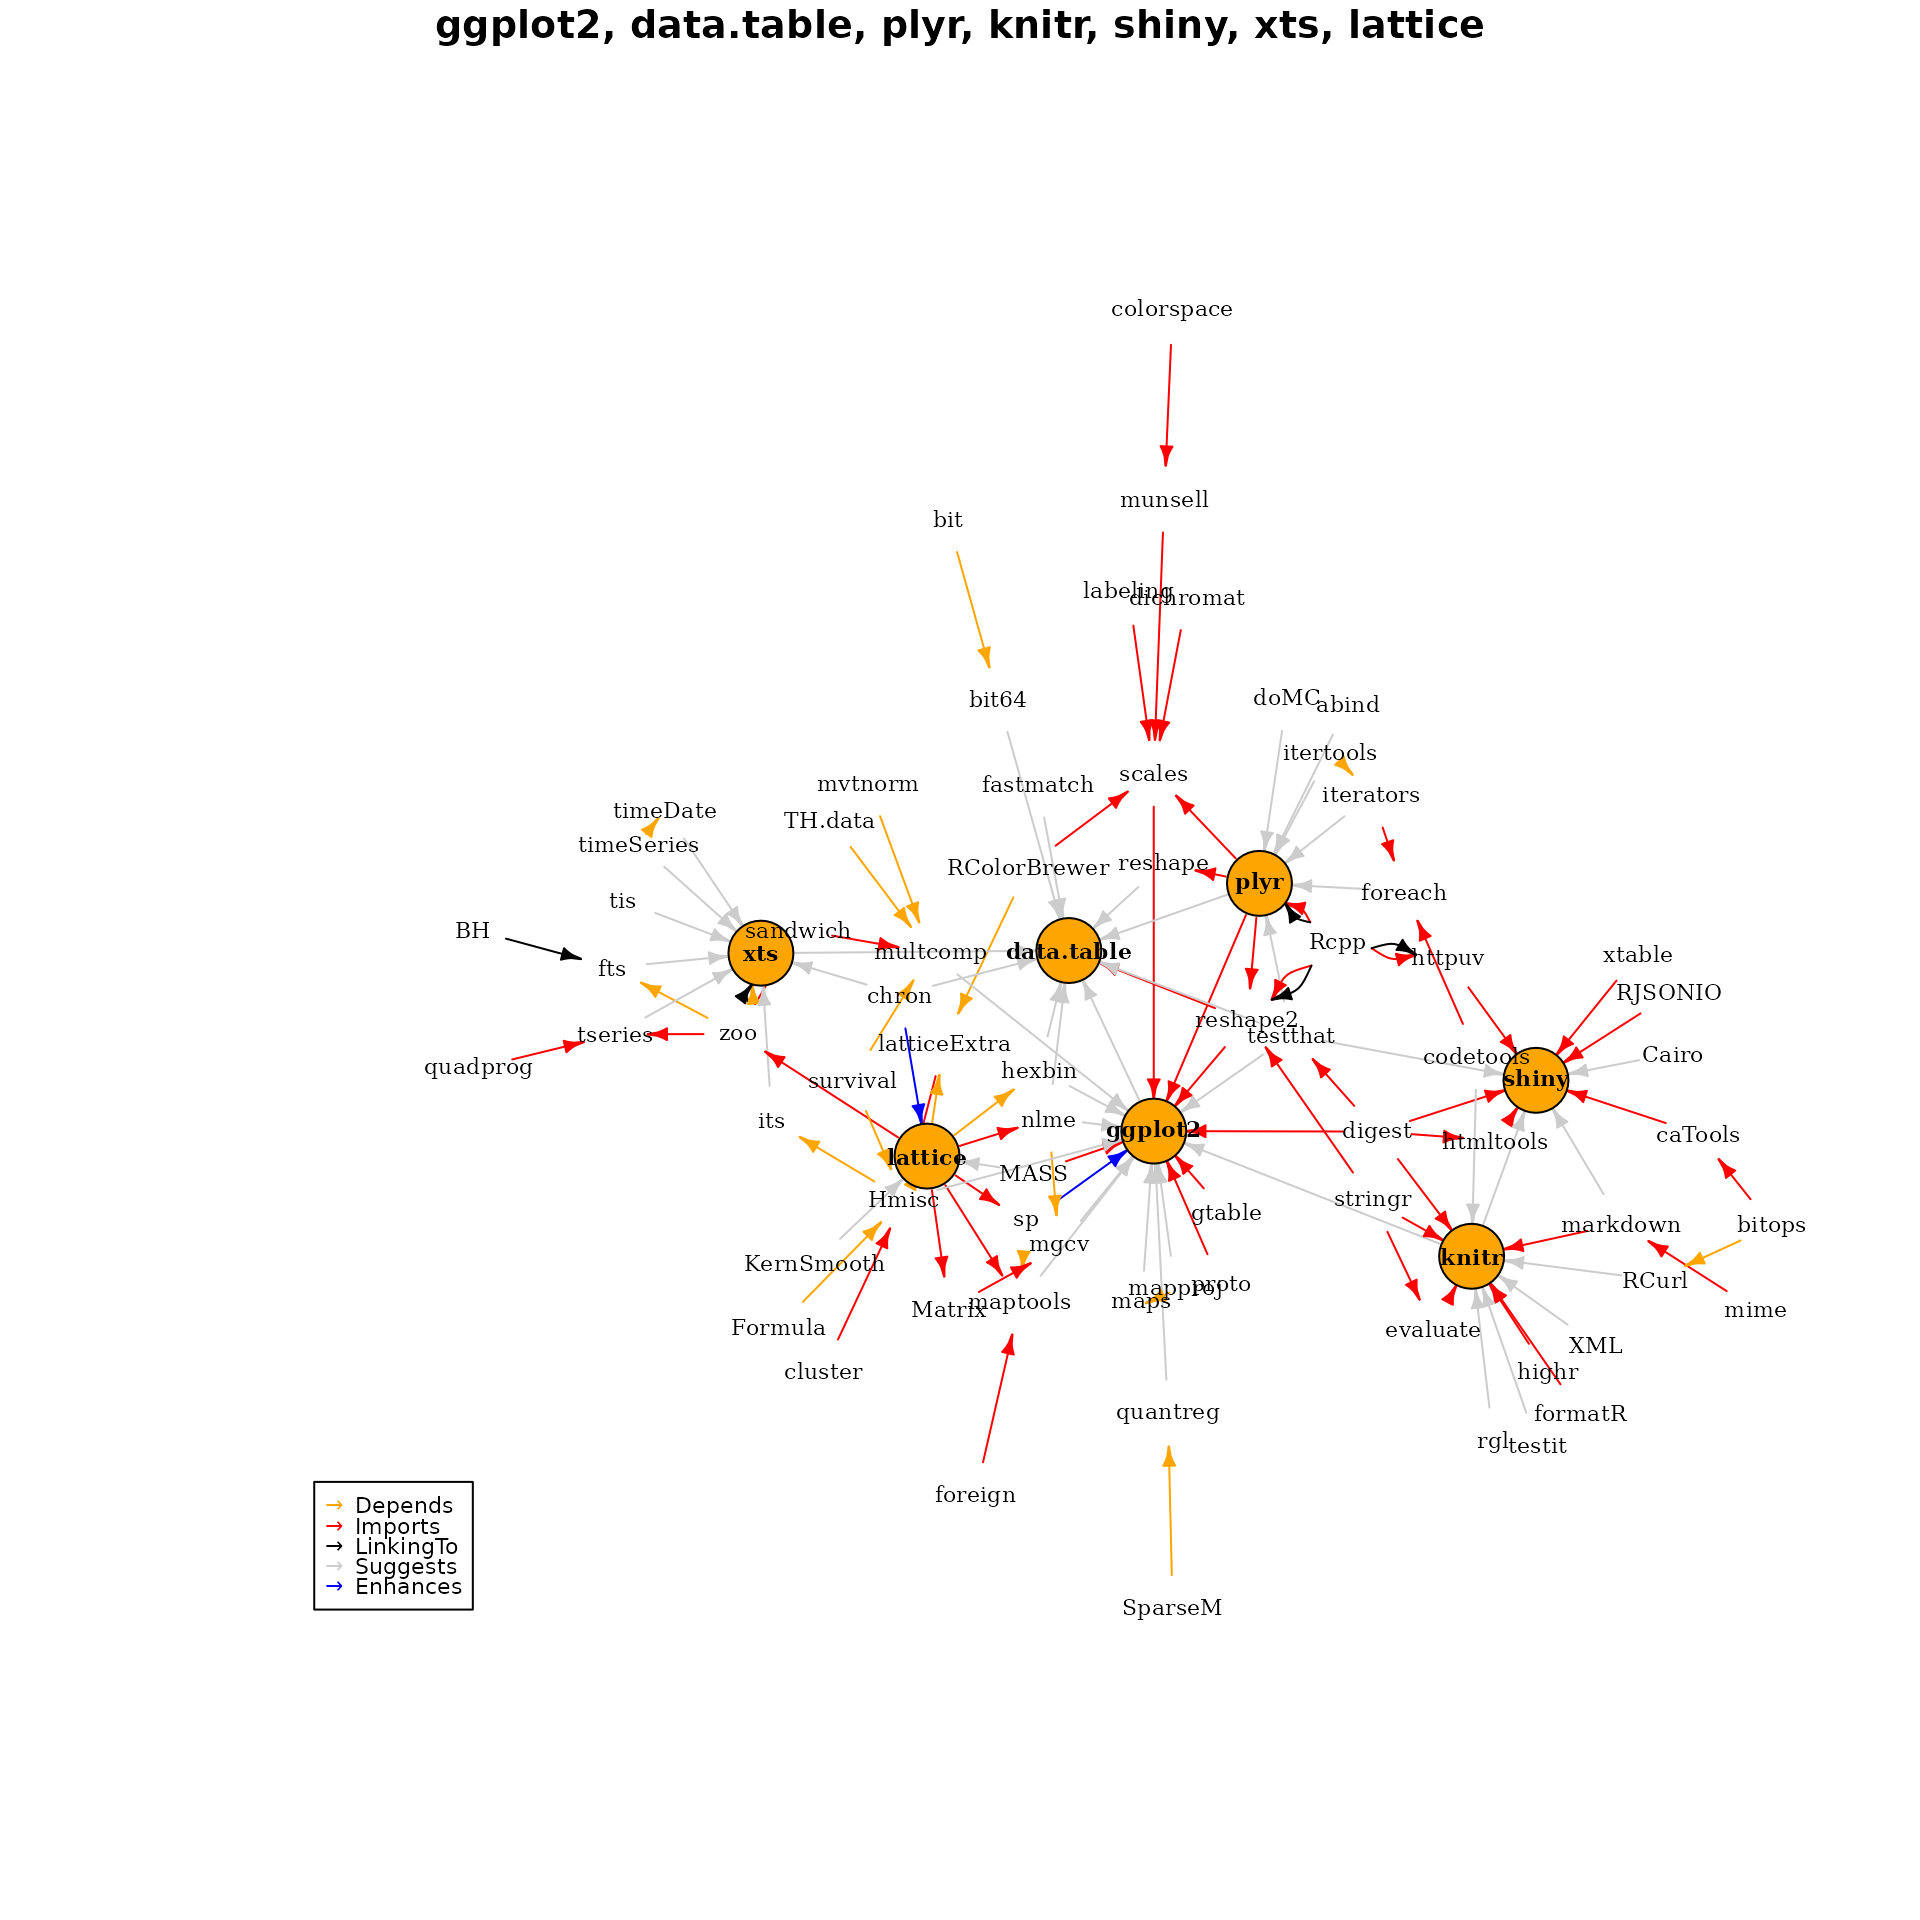 ggplot2, data.table, plyr, knitr, shiny, xts, lattice
colorspace
munsell
bit
labeling
dichromat
bit64
doMC
abind
itertools
scales
mvtnorm
fastmatch
iterators
timeDate
TH.data
timeSeries
RColorBrewer
reshape
plyr
foreach
tis
BH
sandwich
Rcpp
xts
multcomp
data.table
httpuv
xtable
fts
chron
RJSONIO
reshape2
tseries
zoo
testthat
latticeExtra
codetools
Cairo
quadprog
survival
hexbin
shiny
its
nlme
ggplot2
digest
htmltools
caTools
lattice
MASS
Hmisc
stringr
sp
gtable
markdown
bitops
mgcv
KernSmooth
knitr
RCurl
mapproj
proto
maps
Matrix
maptools
mime
Formula
evaluate
XML
cluster
highr
quantreg
formatR
rgl
testit
foreign
→ Depends
→ Imports
→ LinkingTo
→ Suggests
→ Enhances
SparseM